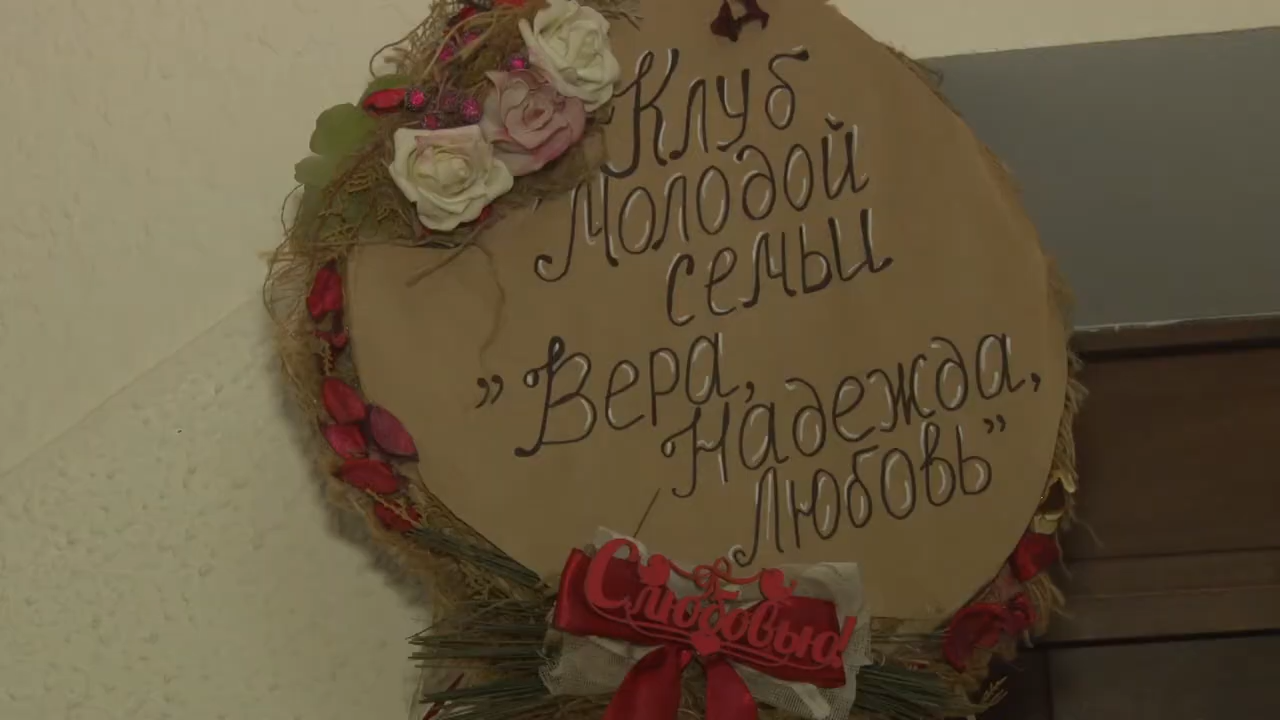 Клуб
Молодой
семьи
"Вера,
Надежда,
Любовь"
С любовью!